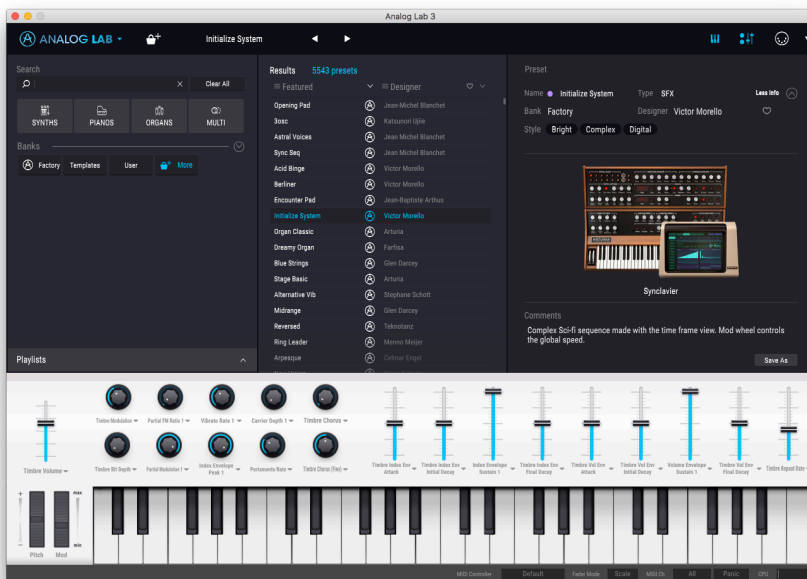 Analog Lab 3
ANALOG LAB
Initialize System
Search
Clear All
SYNTHS PIANOS ORGANS MULTI
Banks
Factory Templates User More
Playlists
Results 5543 presets
Featured Designer
Opening Pad Jean-Michel Blanchet
3osc Katsunori Ujiie
Astral Voices Jean Michel Blanchet
Sync Seq Jean Michel Blanchet
Acid Binge Victor Morello
Berliner Victor Morello
Encounter Pad Jean-Baptiste Arthus
Initialize System Victor Morello
Organ Classic Arturia
Dreamy Organ Farfisa
Blue Strings Glen Darcey
Stage Basic Arturia
Alternative Vib Stephane Schott
Midrange Glen Darcey
Reversed Teknotanz
Ring Leader Menno Meijer
Arpesque Celmar Engel
Preset
Name Initialize System Type SFX Less Info
Bank Factory Designer Victor Morello
Style Bright Complex Digital
ARTURIA
Synclavier
Comments
Complex Sci-fi sequence made with the time frame view. Mod wheel controls
the global speed.
Save As
Timbre Modulation Partial FM Ratio 1 Vibrato Rate 1 Carrier Depth 1 Timbre Chorus
Timbre Volume
Timbre Bit Depth Partial Modulator 1 Index Envelope Peak 1 Portamento Rate Timbre Chorus (Fine)
Timbre Index Env Attack Timbre Index Env Initial Decay Index Envelope Sustain 1 Timbre Index Env Final Decay Timbre Vol Env Attack Timbre Vol Env Initial Decay Volume Envelope Sustain 1 Timbre Vol Env Final Decay Timbre Repeat Rate
+ max
- min
Pitch Mod
MIDI Controller Default Fader Mode Scale MIDI Ch. All Panic CPU